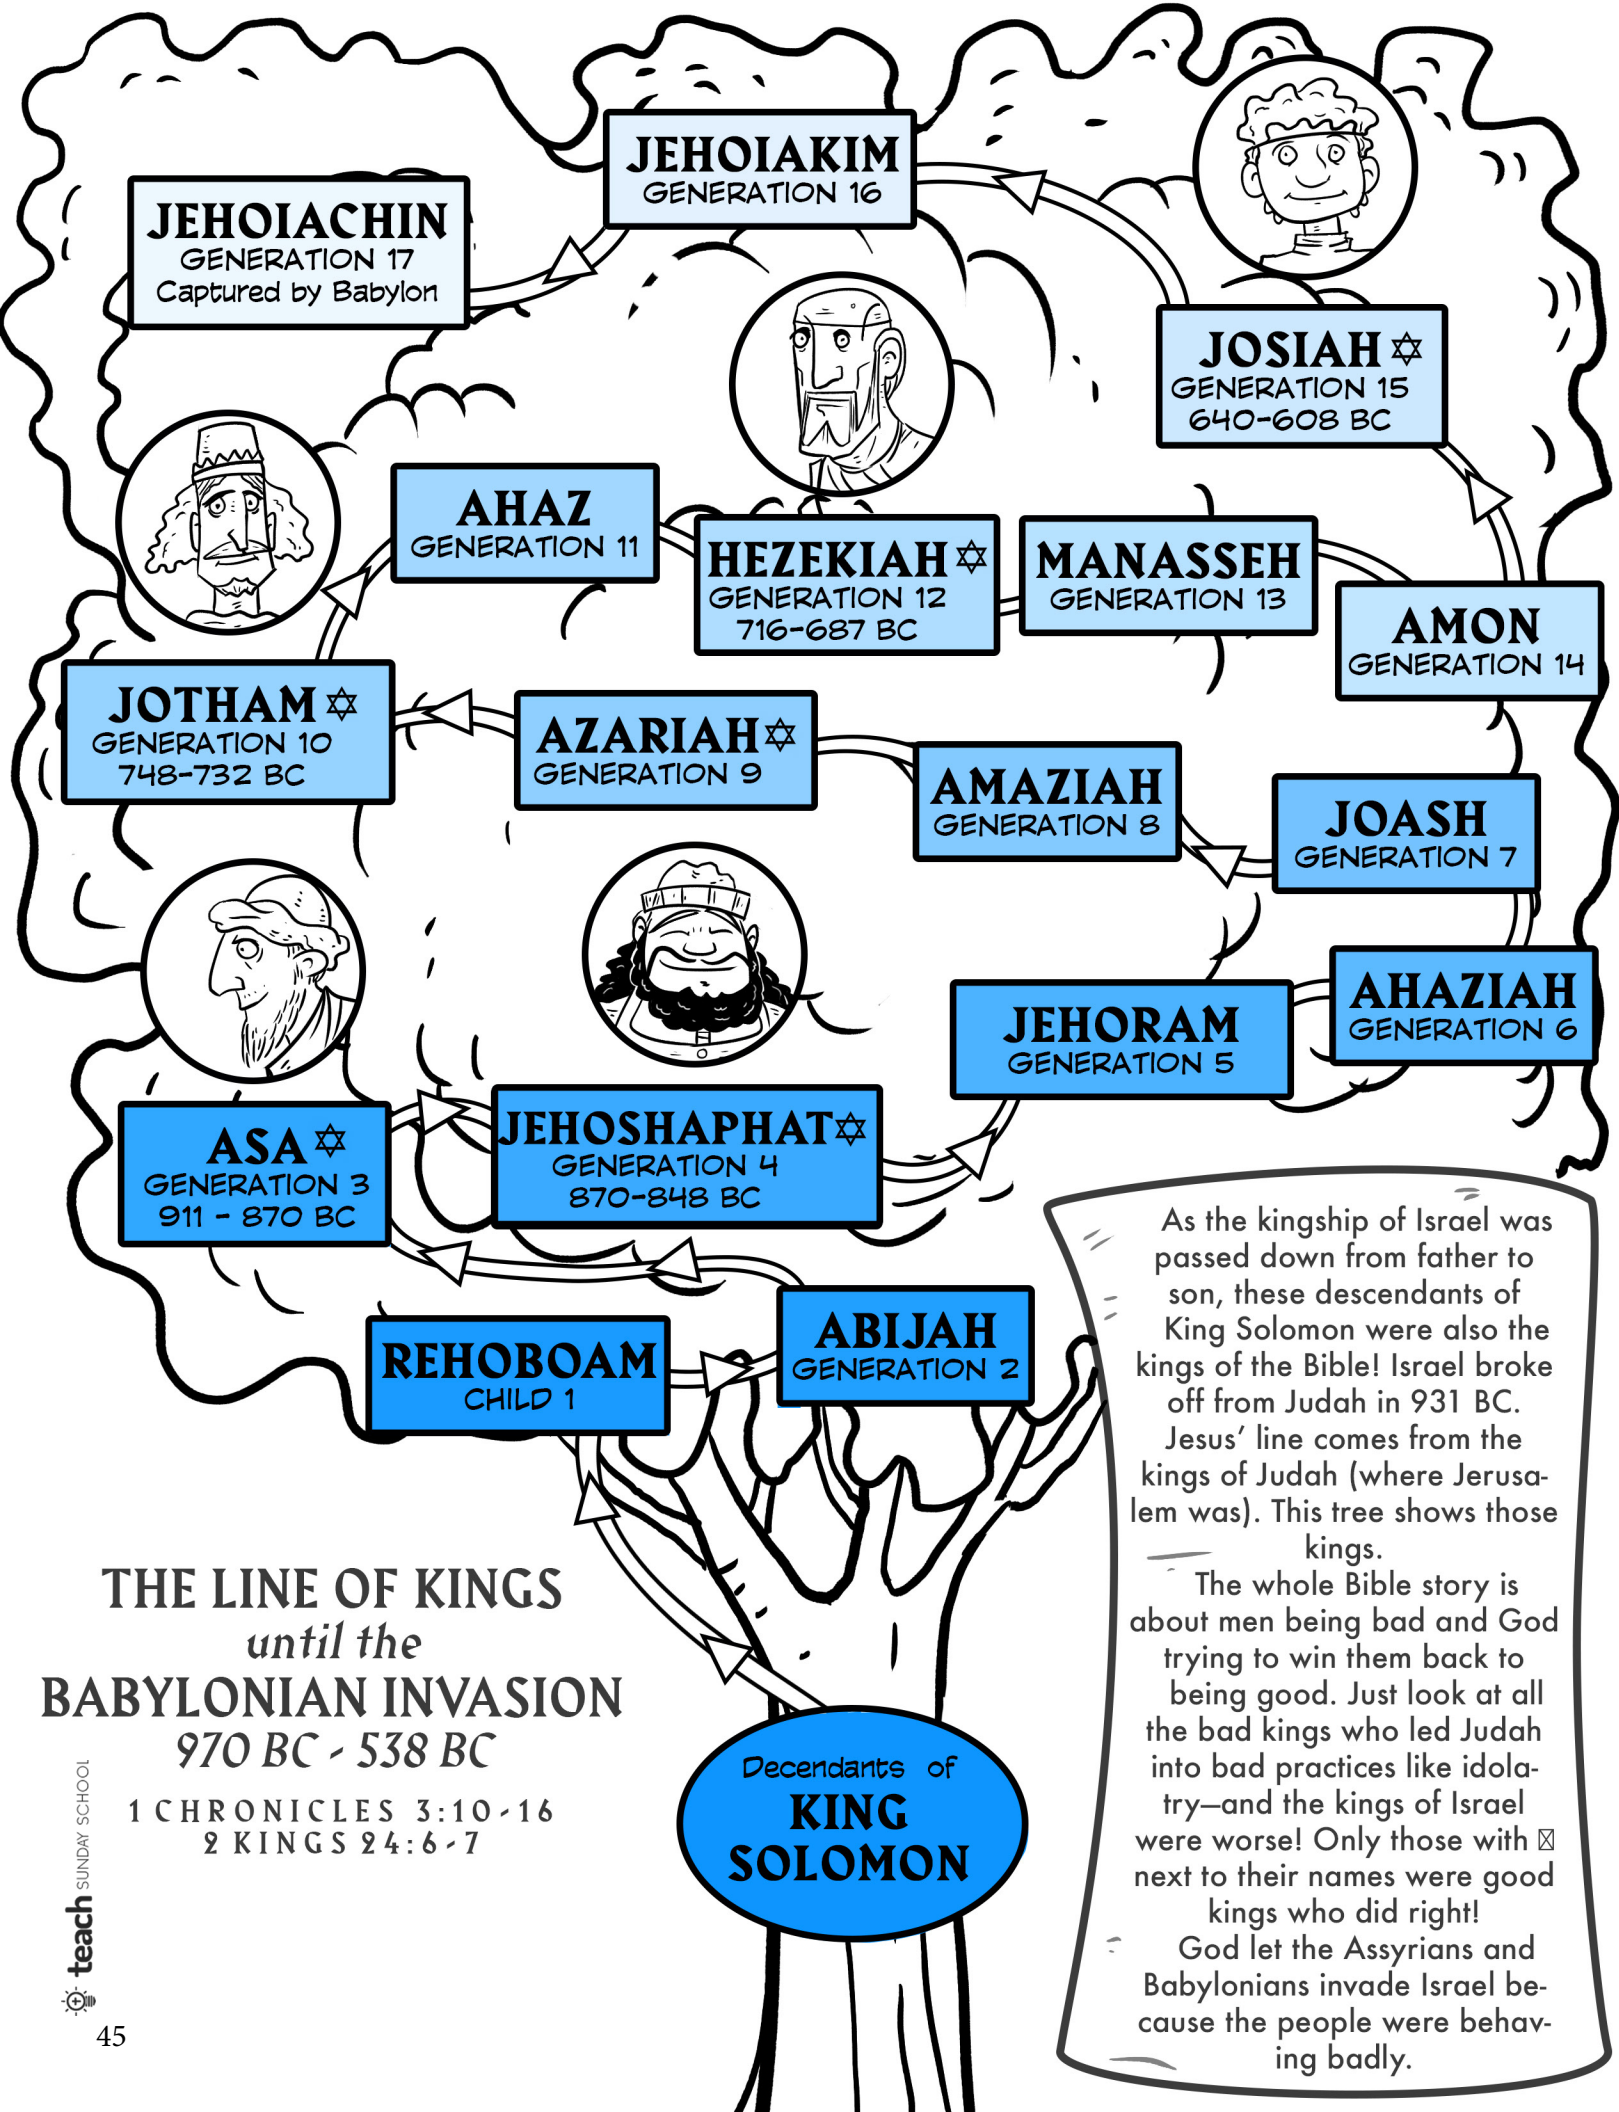 JEHOIAKIM
GENERATION 16
JEHOIACHIN
GENERATION 17
Captured by Babylon
JOSIAH ✡
GENERATION 15
640-608 BC
AHAZ
GENERATION 11
HEZEKIAH ✡
GENERATION 12
716-687 BC
MANASSEH
GENERATION 13
AMON
GENERATION 14
JOTHAM ✡
GENERATION 10
748-732 BC
AZARIAH ✡
GENERATION 9
AMAZIAH
GENERATION 8
JOASH
GENERATION 7
AHAZIAH
GENERATION 6
JEHORAM
GENERATION 5
ASA ✡
GENERATION 3
911 - 870 BC
JEHOSHAPHAT ✡
GENERATION 4
870-848 BC
REHOBOAM
CHILD 1
ABIJAH
GENERATION 2
As the kingship of Israel was
passed down from father to
son, these descendants of
King Solomon were also the
kings of the Bible! Israel broke
off from Judah in 931 BC.
Jesus' line comes from the
kings of Judah (where Jerusa-
lem was). This tree shows those
kings.
The whole Bible story is
about men being bad and God
trying to win them back to
being good. Just look at all
the bad kings who led Judah
into bad practices like idola-
try—and the kings of Israel
were worse! Only those with ☒
next to their names were good
kings who did right!
God let the Assyrians and
Babylonians invade Israel be-
cause the people were behav-
ing badly.
THE LINE OF KINGS
until the
BABYLONIAN INVASION
970 BC - 538 BC
1 CHRONICLES 3:10-16
2 KINGS 24:6-7
Decendants of
KING
SOLOMON
teach SUNDAY SCHOOL
45